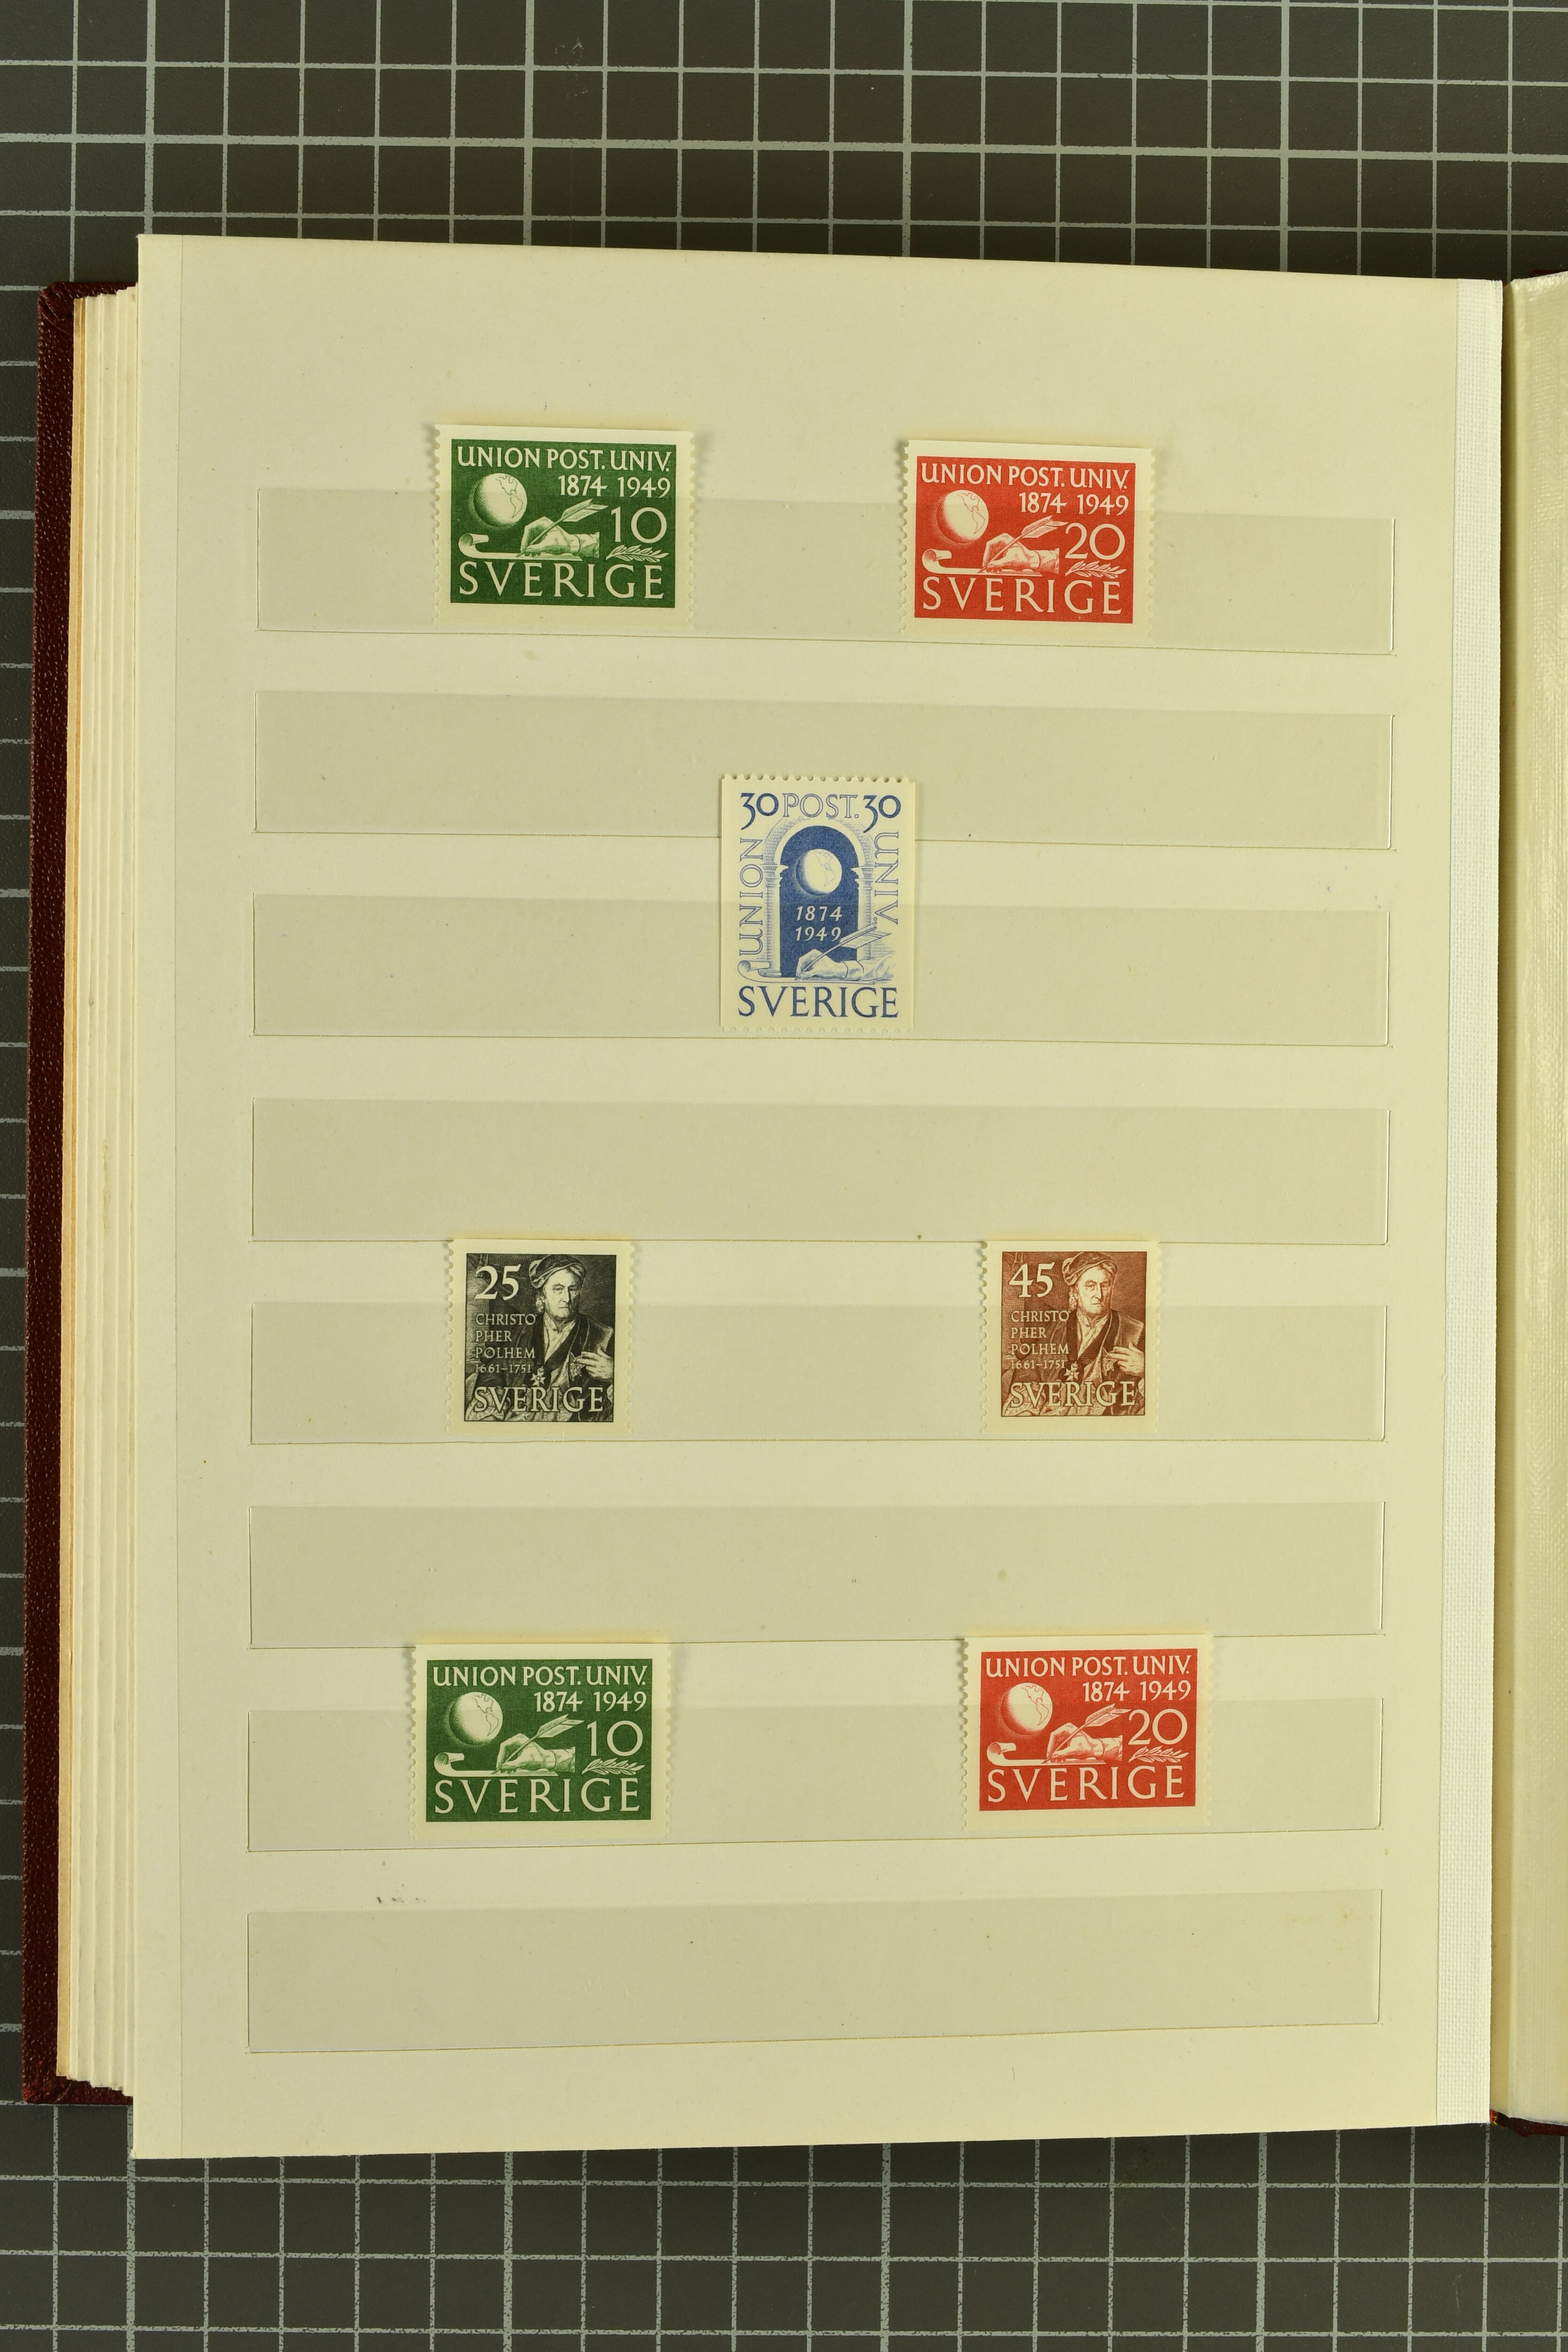 UNION POST. UNIV.
1874 1949
10
SVERIGE
UNION POST. UNIV.
1874 1949
20
SVERIGE
30 POST. 30
UNION
UNIV.
1874
1949
SVERIGE
25
CHRISTO
PHER
POLHEM
1661-1751
SVERIGE
45
CHRISTO
PHER
POLHEM
1661-1751
SVERIGE
UNION POST. UNIV.
1874 1949
10
SVERIGE
UNION POST. UNIV.
1874 1949
20
SVERIGE